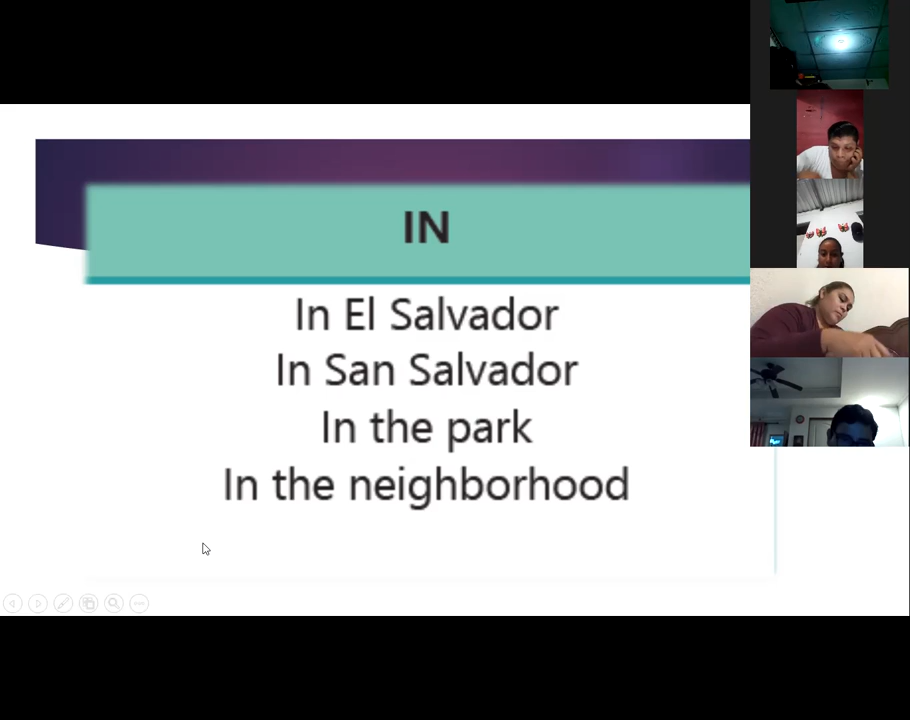 IN
In El Salvador
In San Salvador
In the park
In the neighborhood